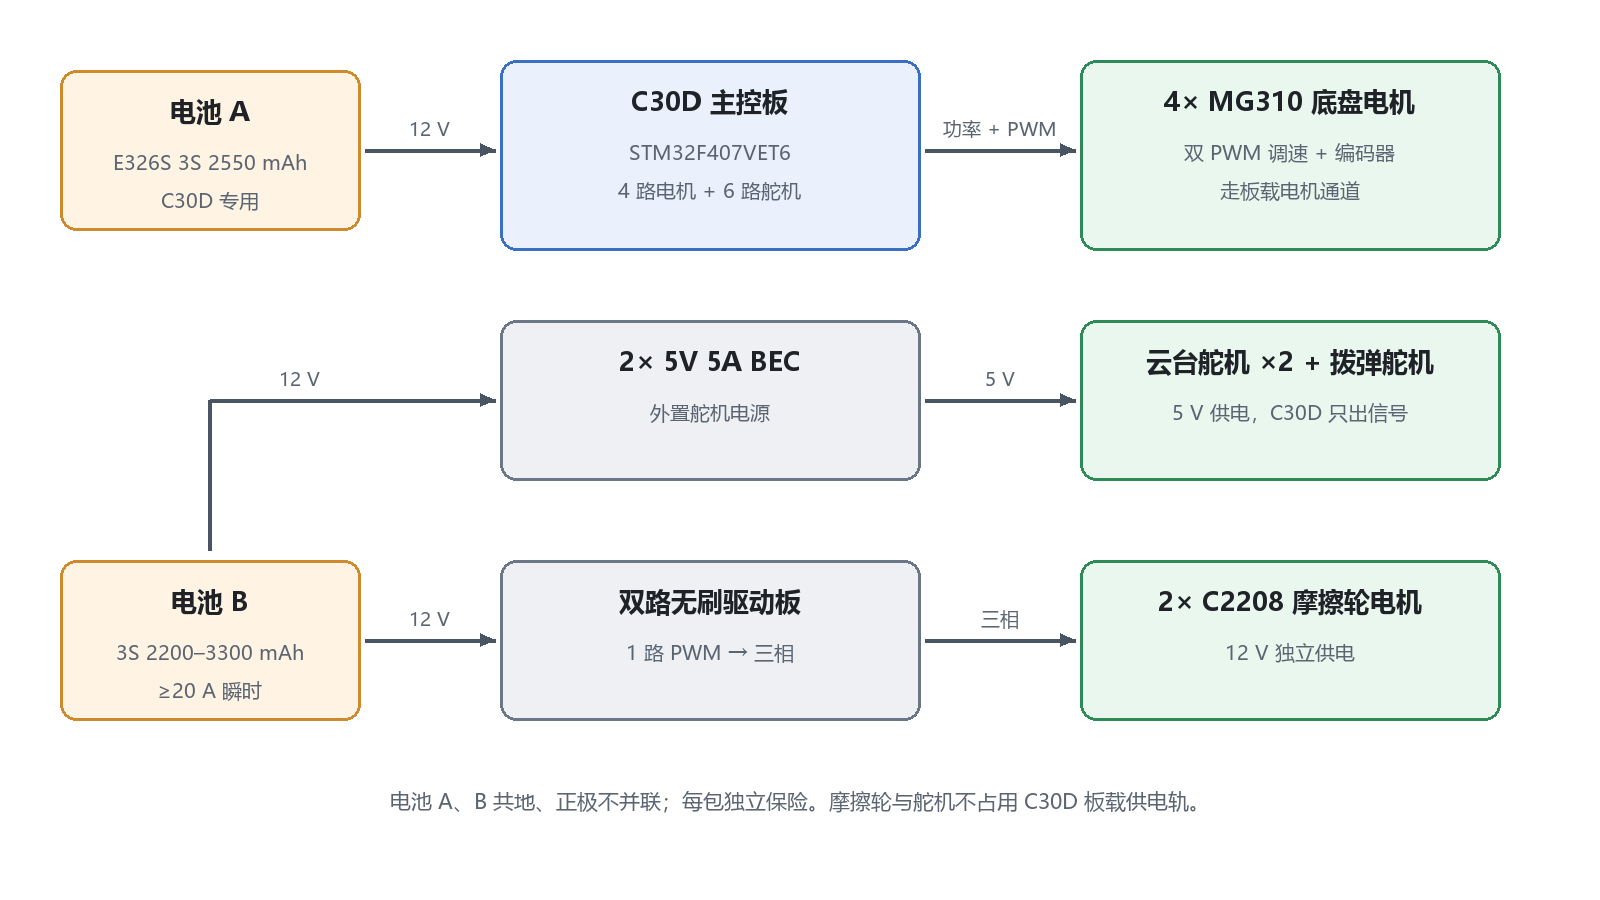 电池 A
E326S 3S 2550 mAh
C30D 专用
12 V
C30D 主控板
STM32F407VET6
4 路电机 + 6 路舵机
功率 + PWM
4× MG310 底盘电机
双 PWM 调速 + 编码器
走板载电机通道
12 V
2× 5V 5A BEC
外置舵机电源
5 V
云台舵机 ×2 + 拨弹舵机
5 V 供电，C30D 只出信号
电池 B
3S 2200–3300 mAh
≥20 A 瞬时
12 V
双路无刷驱动板
1 路 PWM → 三相
三相
2× C2208 摩擦轮电机
12 V 独立供电
电池 A、B 共地、正极不并联；每包独立保险。摩擦轮与舵机不占用 C30D 板载供电轨。